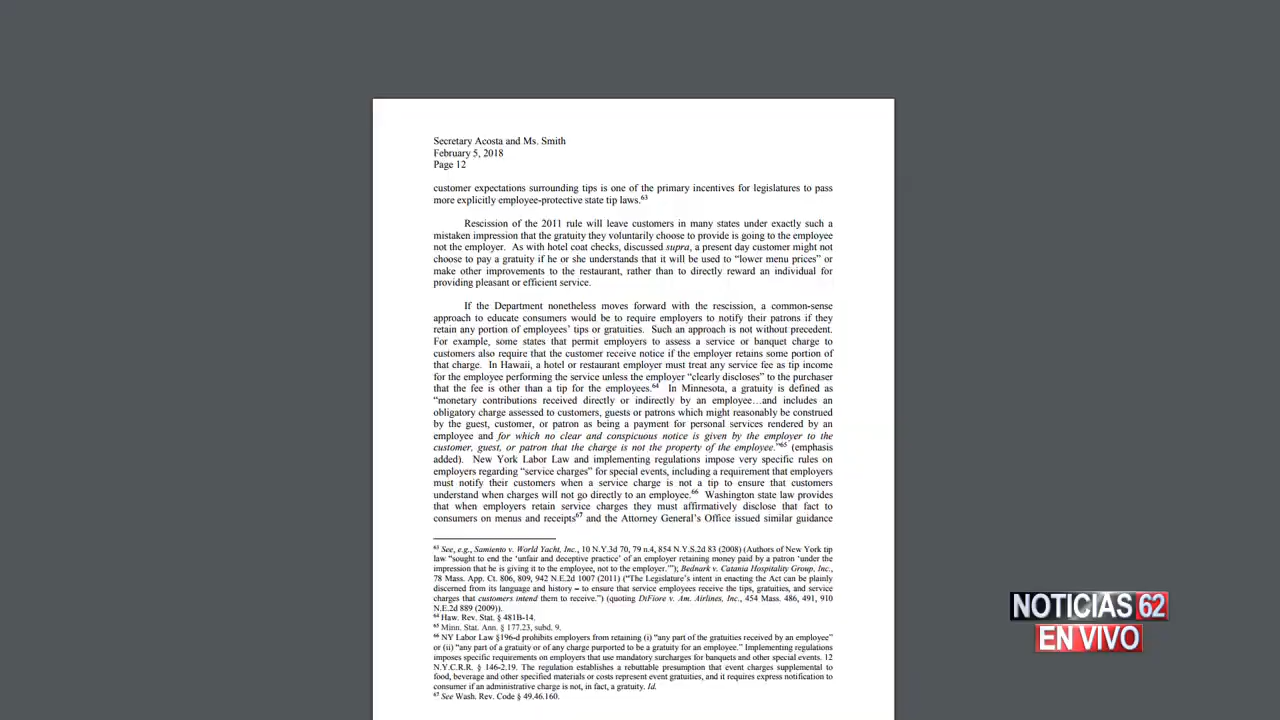 Secretary Acosta and Ms. Smith
February 5, 2018
Page 12
customer expectations surrounding tips is one of the primary incentives for legislatures to pass
more explicitly employee-protective state tip laws.63
Rescission of the 2011 rule will leave customers in many states under exactly such a
mistaken impression that the gratuity they voluntarily choose to provide is going to the employee
not the employer. As with hotel coat checks, discussed supra, a present day customer might not
choose to pay a gratuity if he or she understands that it will be used to “lower menu prices” or
make other improvements to the restaurant, rather than to directly reward an individual for
providing pleasant or efficient service.
If the Department nonetheless moves forward with the rescission, a common-sense
approach to educate consumers would be to require employers to notify their patrons if they
retain any portion of employees’ tips or gratuities. Such an approach is not without precedent.
For example, some states that permit employers to assess a service or banquet charge to
customers also require that the customer receive notice if the employer retains some portion of
that charge. In Hawaii, a hotel or restaurant employer must treat any service fee as tip income
for the employee performing the service unless the employer “clearly discloses” to the purchaser
that the fee is other than a tip for the employees.64 In Minnesota, a gratuity is defined as
“monetary contributions received directly or indirectly by an employee…and includes an
obligatory charge assessed to customers, guests or patrons which might reasonably be construed
by the guest, customer, or patron as being a payment for personal services rendered by an
employee and for which no clear and conspicuous notice is given by the employer to the
customer, guest, or patron that the charge is not the property of the employee.”65 (emphasis
added). New York Labor Law and implementing regulations impose very specific rules on
employers regarding “service charges” for special events, including a requirement that employers
must notify their customers when a service charge is not a tip to ensure that customers
understand when charges will not go directly to an employee.66 Washington state law provides
that when employers retain service charges they must affirmatively disclose that fact to
consumers on menus and receipts67 and the Attorney General’s Office issued similar guidance
63 See, e.g., Samiento v. World Yacht, Inc., 10 N.Y.3d 70, 79 n.4, 854 N.Y.S.2d 83 (2008) (Authors of New York tip
law “sought to end the ‘unfair and deceptive practice’ of an employer retaining money paid by a patron ‘under the
impression that he is giving it to the employee, not to the employer.’”); Bednark v. Catania Hospitality Group, Inc.,
78 Mass. App. Ct. 806, 809, 942 N.E.2d 1007 (2011) (“The Legislature’s intent in enacting the Act can be plainly
discerned from its language and history – to ensure that service employees receive the tips, gratuities, and service
charges that customers intend them to receive.”) (quoting DiFiore v. Am. Airlines, Inc., 454 Mass. 486, 491, 910
N.E.2d 889 (2009)).
64 Haw. Rev. Stat. § 481B-14.
65 Minn. Stat. Ann. § 177.23, subd. 9.
66 NY Labor Law §196-d prohibits employers from retaining (i) “any part of the gratuities received by an employee”
or (ii) “any part of a gratuity or of any charge purported to be a gratuity for an employee.” Implementing regulations
imposes specific requirements on employers that use mandatory surcharges for banquets and other special events. 12
N.Y.C.R.R. § 146-2.19. The regulation establishes a rebuttable presumption that event charges supplemental to
food, beverage and other specified materials or costs represent event gratuities, and it requires express notification to
consumer if an administrative charge is not, in fact, a gratuity. Id.
67 See Wash. Rev. Code § 49.46.160.
NOTICIAS 62
EN VIVO